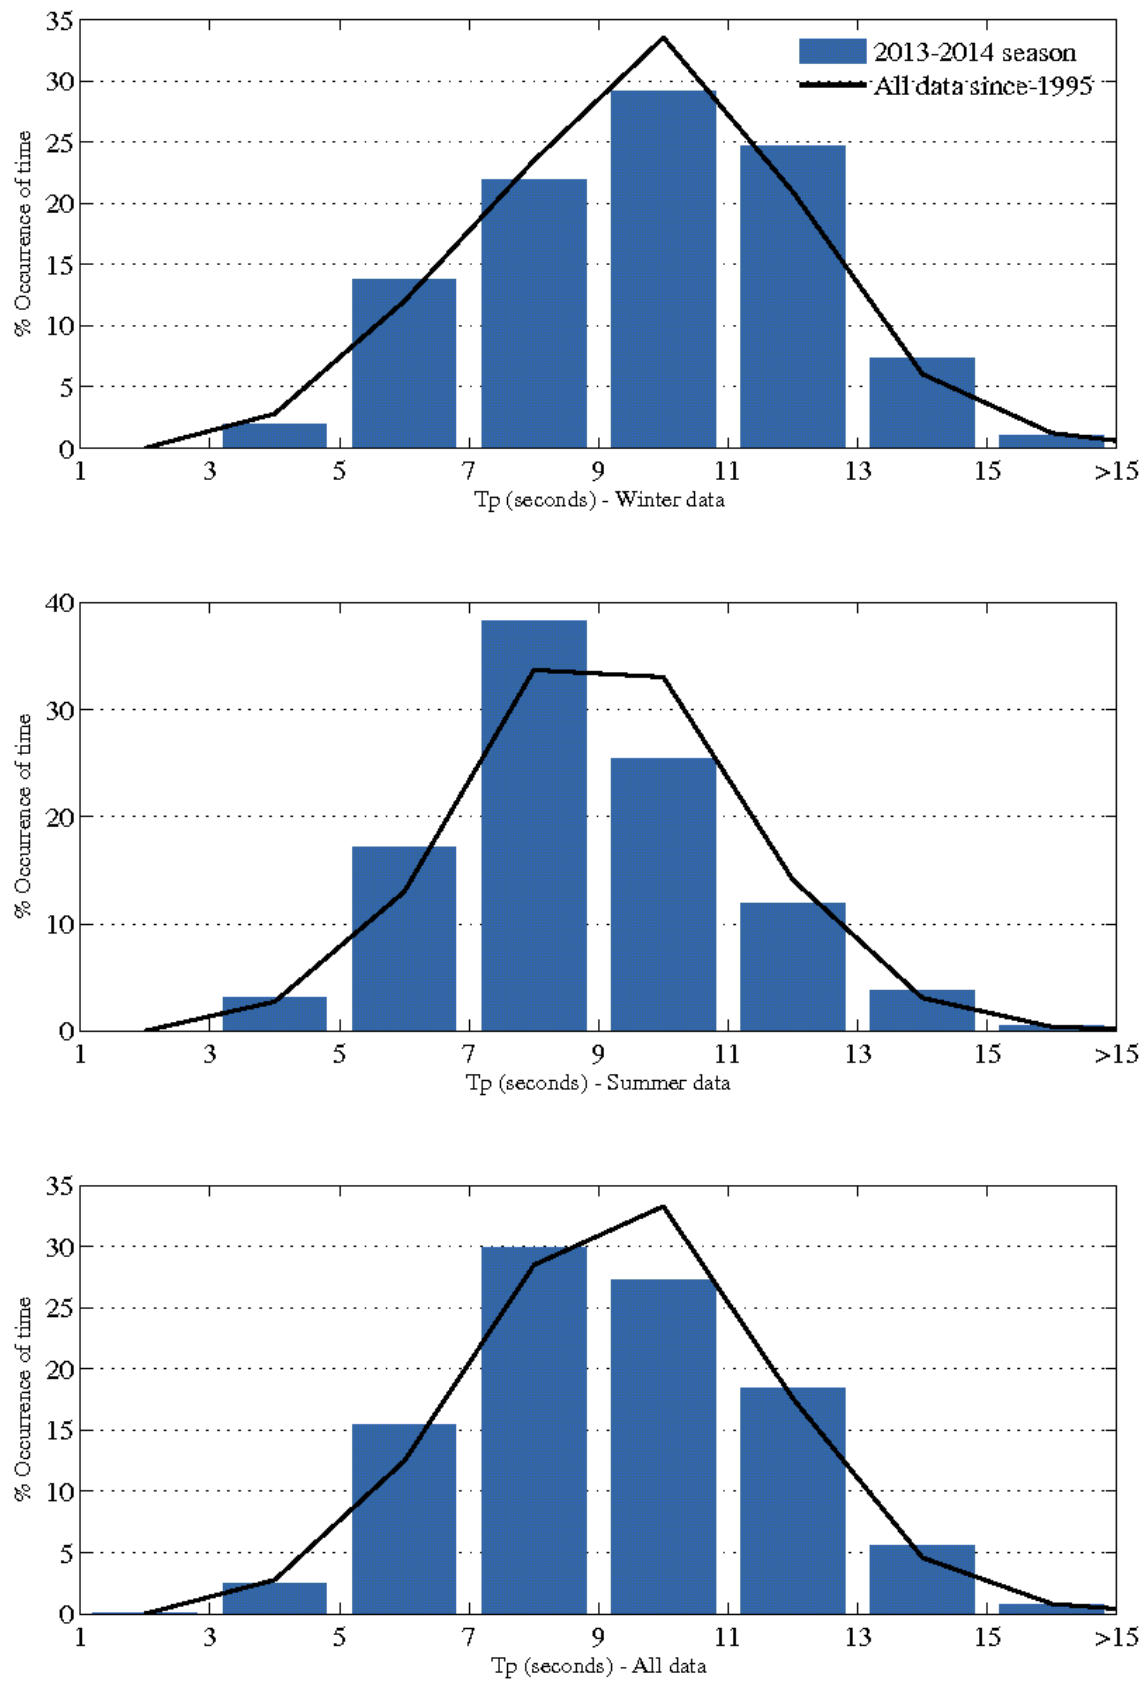 35
30
25
20
15
10
5
0
% Occurrence of time
2013-2014 season
All data since-1995
1 3 5 7 9 11 13 15 >15
Tp (seconds) - Winter data
40
30
20
10
0
% Occurrence of time
1 3 5 7 9 11 13 15 >15
Tp (seconds) - Summer data
35
30
25
20
15
10
5
0
% Occurrence of time
1 3 5 7 9 11 13 15 >15
Tp (seconds) - All data